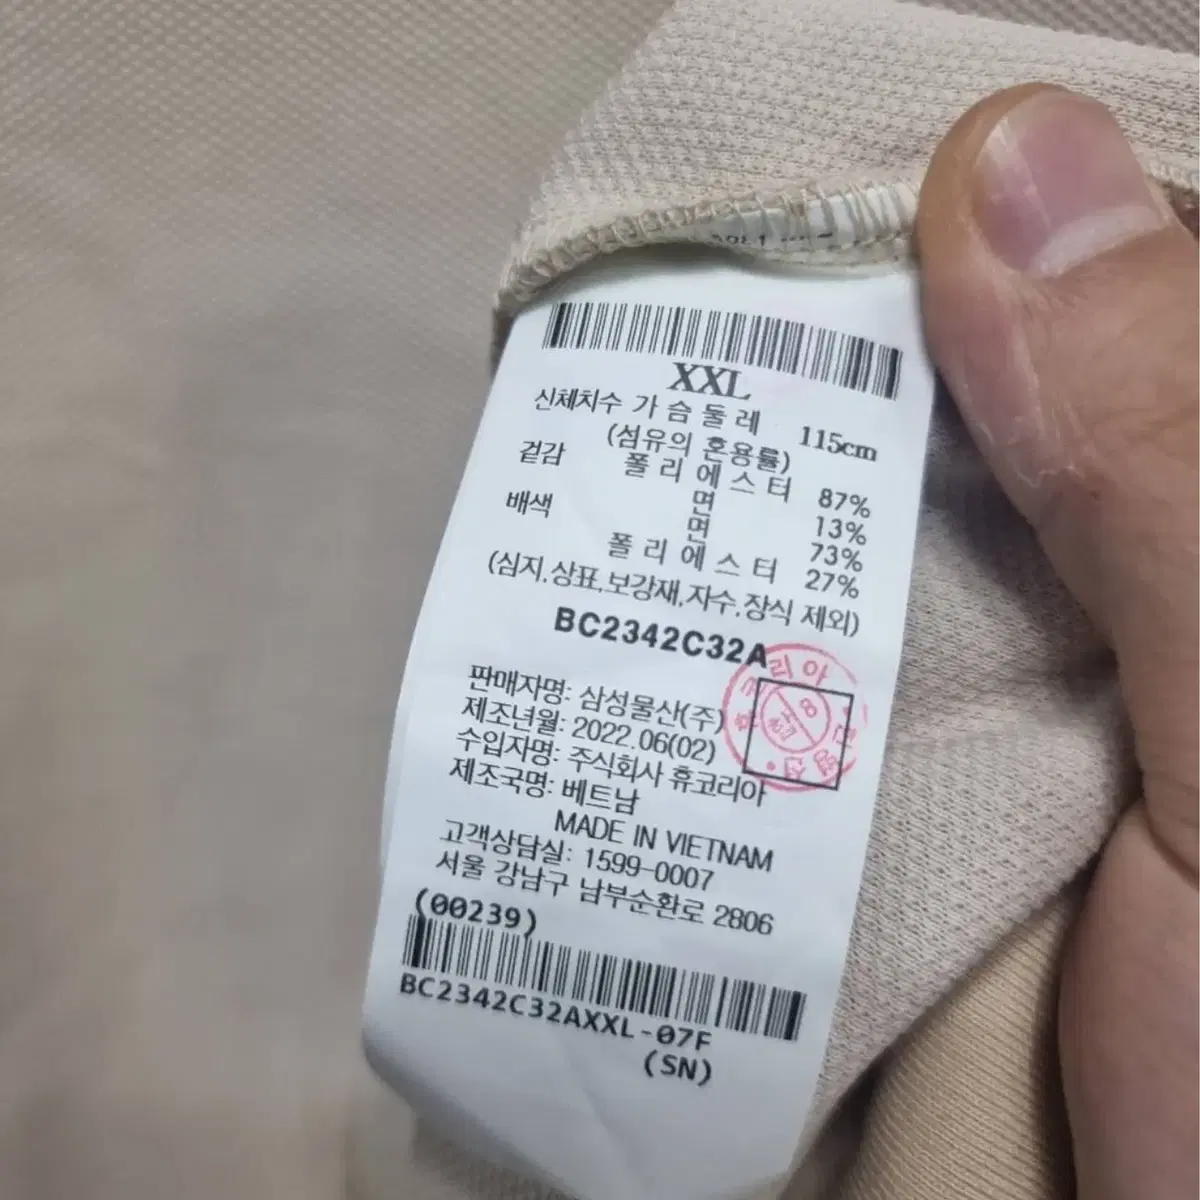 XXL
신체치수 가슴둘레 115cm
(섬유의 혼용률)
겉감 폴리에스터 87%
면 13%
배색 면 73%
폴리에스터 27%
(심지,상표,보강재,자수,장식 제외)
BC2342C32A
판매자명: 삼성물산(주)
제조년월: 2022.06(02)
수입자명: 주식회사 휴코리아
제조국명: 베트남
MADE IN VIETNAM
고객상담실: 1599-0007
서울 강남구 남부순환로 2806
(00239)
BC2342C32AXXL-07F
(SN)